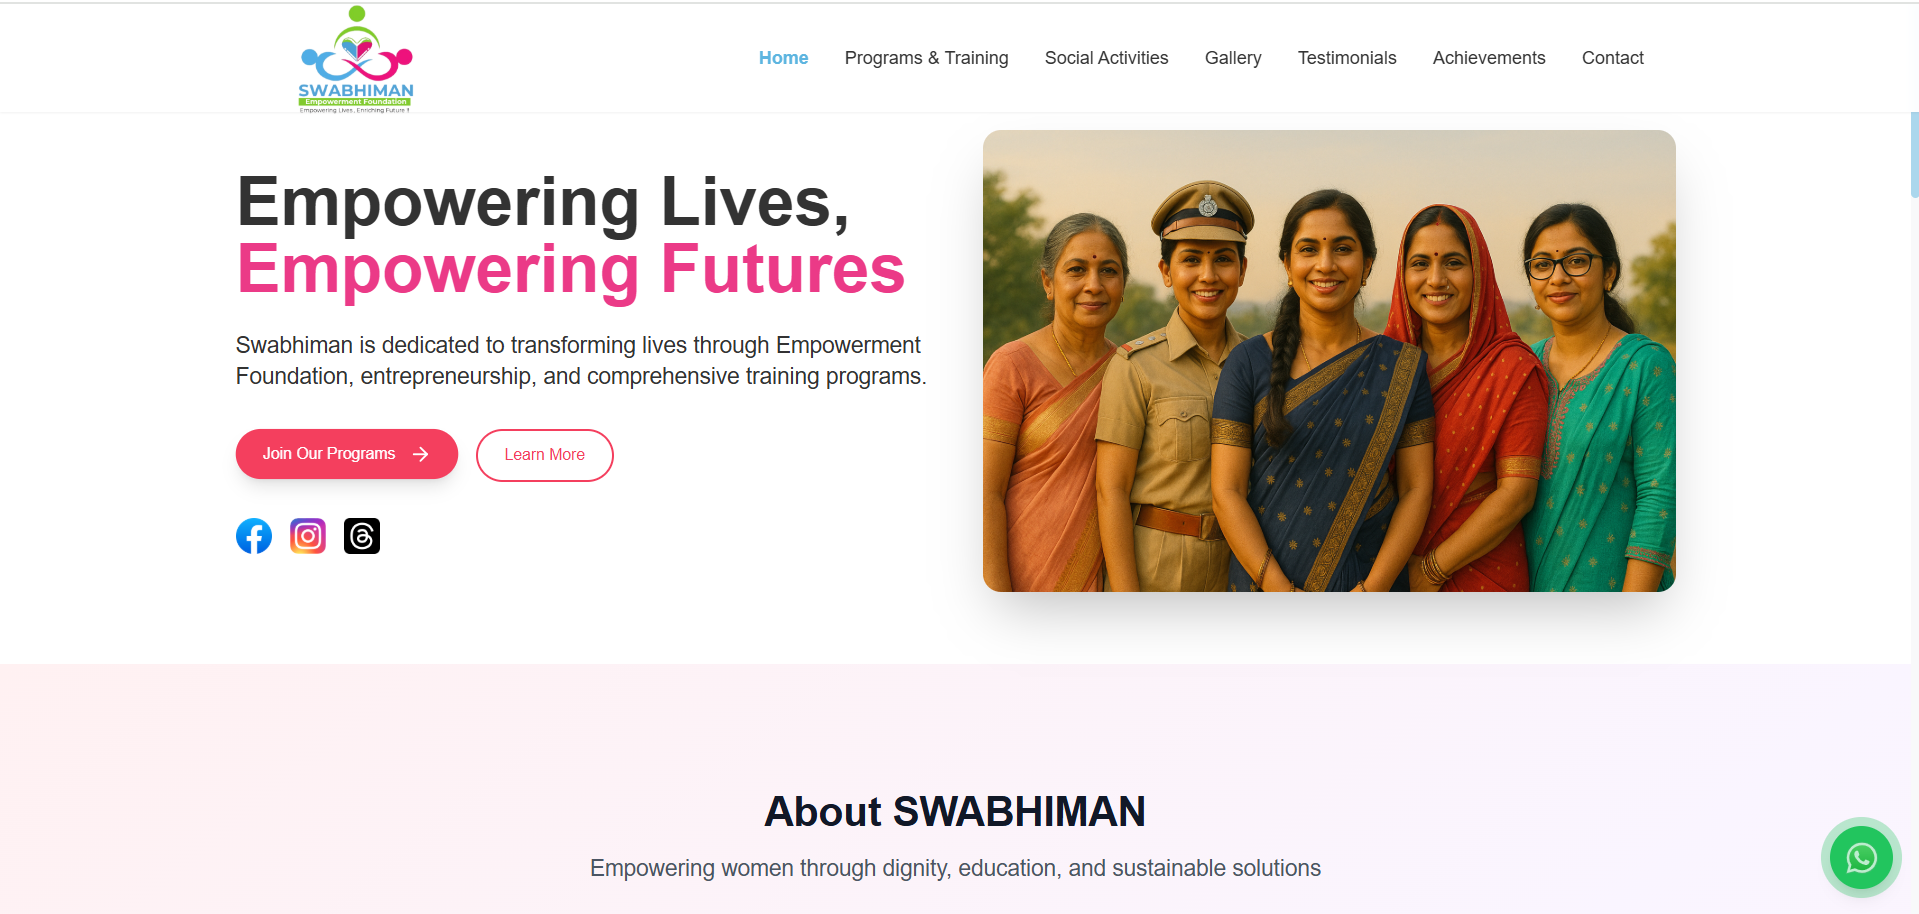 SWABHIMAN
Empowerment Foundation
Empowering Lives, Enriching Future !!
Home
Programs & Training
Social Activities
Gallery
Testimonials
Achievements
Contact
Empowering Lives,
Empowering Futures
Swabhiman is dedicated to transforming lives through Empowerment
Foundation, entrepreneurship, and comprehensive training programs.
Join Our Programs →
Learn More
About SWABHIMAN
Empowering women through dignity, education, and sustainable solutions